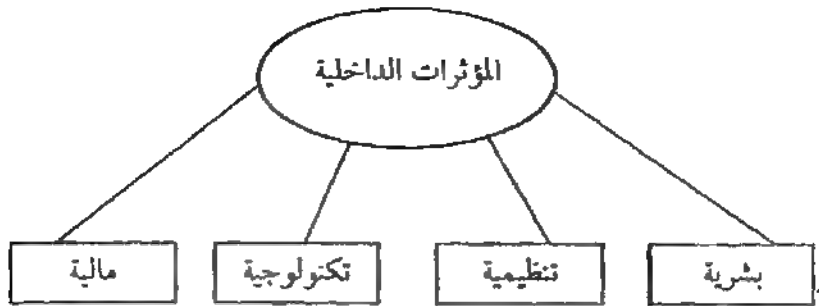 المؤثرات الداخلية
بشرية
تنظيمية
تكنولوجية
مالية